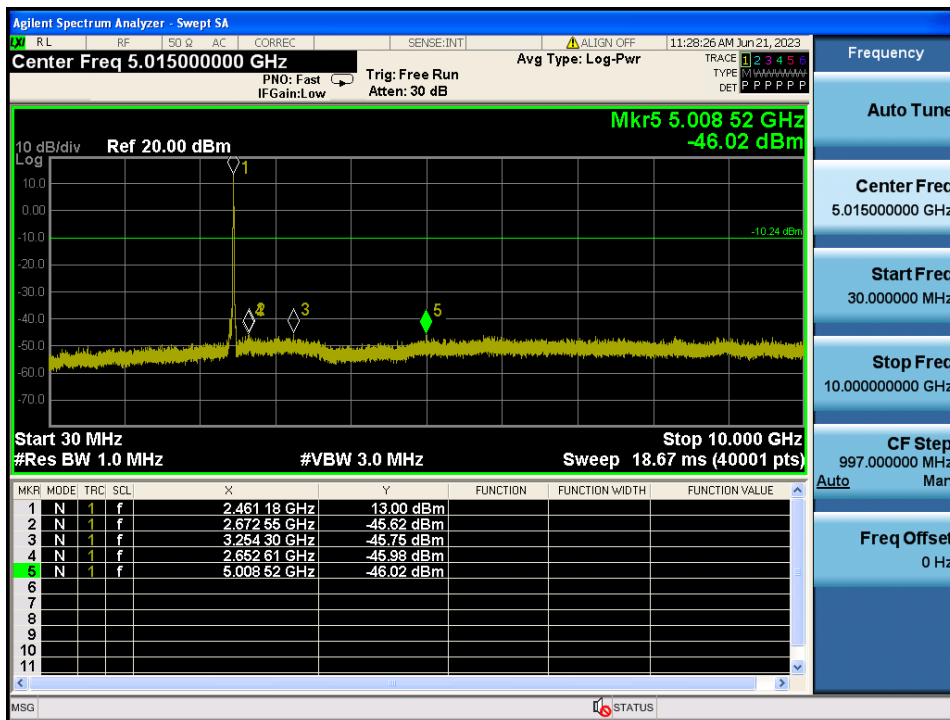 Agilent Spectrum Analyzer - Swept SA
LXI RL RF 50 Ω AC CORREC SENSE:INT ALIGN OFF 11:28:26 AM Jun 21, 2023
Center Freq 5.015000000 GHz
PNO: Fast
IFGain:Low
Trig: Free Run
Atten: 30 dB
Avg Type: Log-Pwr
TRACE 1 2 3 4 5 6
TYPE M W W W W W
DET P P P P P P
Mkr5 5.008 52 GHz
-46.02 dBm
10 dB/div
Log
Ref 20.00 dBm
10.0
0.00
-10.0
-20.0
-30.0
-40.0
-50.0
-60.0
-70.0
-10.24 dBm
1
2
3
5
Start 30 MHz
Stop 10.000 GHz
#Res BW 1.0 MHz
#VBW 3.0 MHz
Sweep 18.67 ms (40001 pts)
MKR MODE TRC SCL X Y FUNCTION FUNCTION WIDTH FUNCTION VALUE
1 N 1 f 2.461 18 GHz 13.00 dBm
2 N 1 f 2.672 55 GHz -45.62 dBm
3 N 1 f 3.254 30 GHz -45.75 dBm
4 N 1 f 2.652 61 GHz -45.98 dBm
5 N 1 f 5.008 52 GHz -46.02 dBm
6
7
8
9
10
11
MSG
STATUS
Frequency
Auto Tune
Center Freq
5.015000000 GHz
Start Freq
30.000000 MHz
Stop Freq
10.000000000 GHz
CF Step
997.000000 MHz
Auto Man
Freq Offset
0 Hz